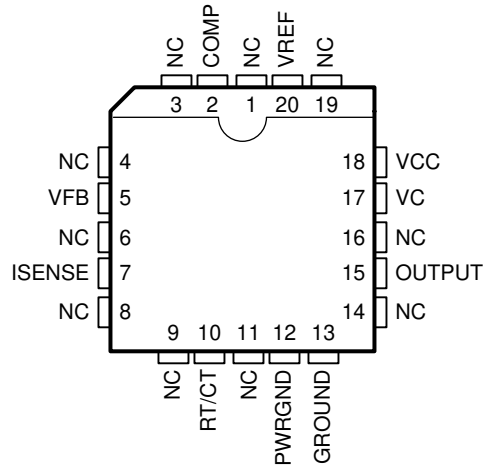 NC COMP NC VREF NC
3 2 1 20 19
NC 4 18 VCC
VFB 5 17 VC
NC 6 16 NC
ISENSE 7 15 OUTPUT
NC 8 14 NC
9 10 11 12 13
NC RT/CT NC PWRGND GROUND